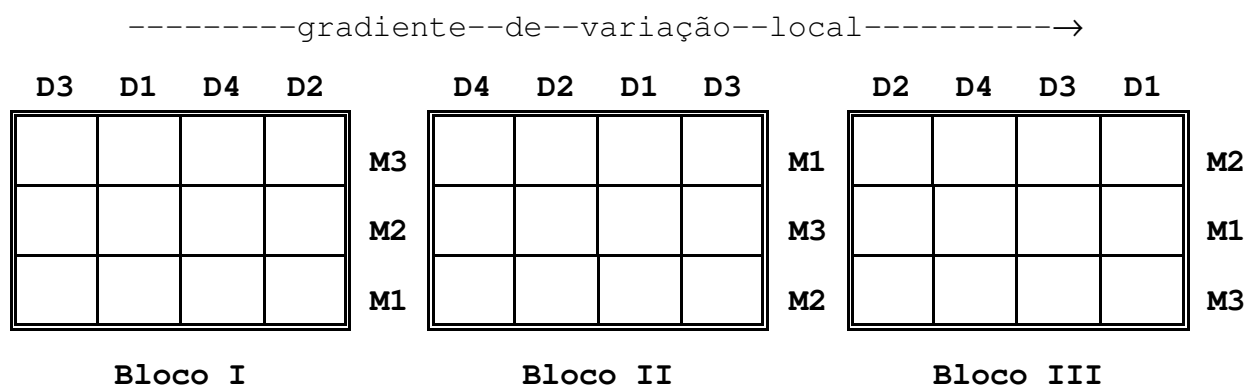 ---------gradiente--de--variação--local----------→
D3 D1 D4 D2 D4 D2 D1 D3 D2 D4 D3 D1
M3 M1 M2
M2 M3 M1
M1 M2 M3
Bloco I Bloco II Bloco III